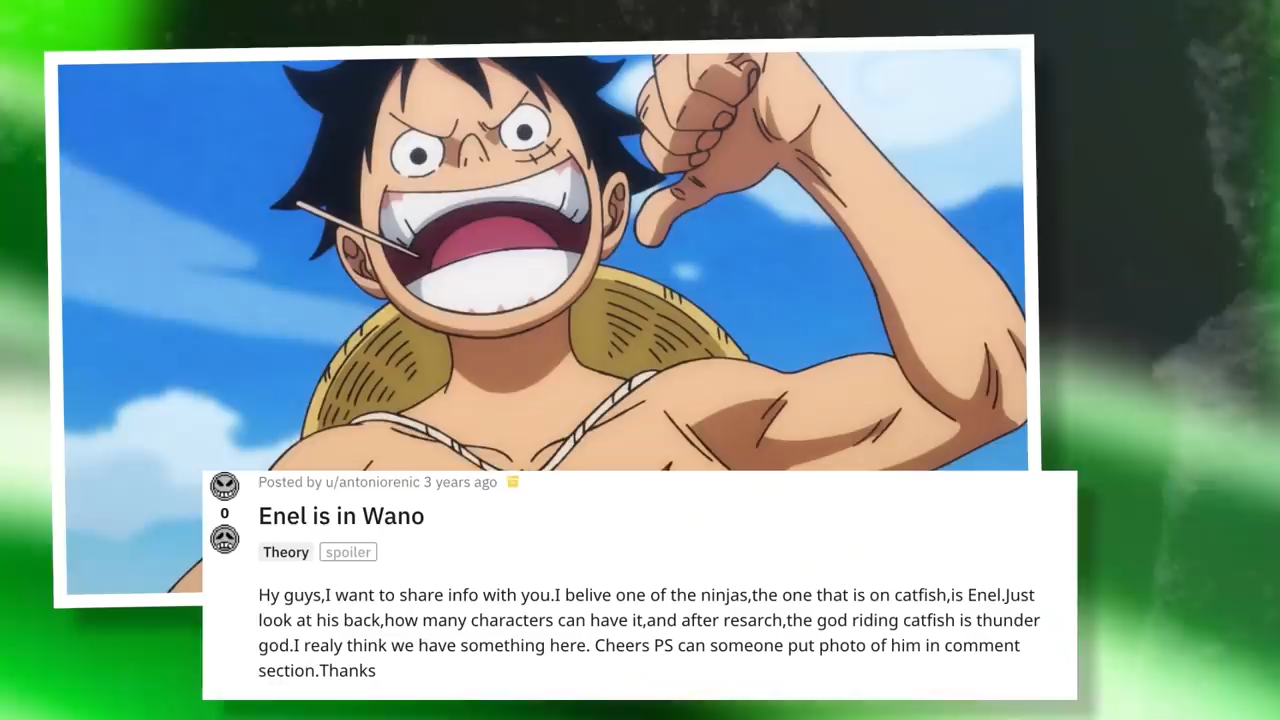 Posted by u/antoniorenic 3 years ago
0
Enel is in Wano
Theory spoiler
Hy guys,I want to share info with you.I belive one of the ninjas,the one that is on catfish,is Enel.Just
look at his back,how many characters can have it,and after resarch,the god riding catfish is thunder
god.I realy think we have something here. Cheers PS can someone put photo of him in comment
section.Thanks